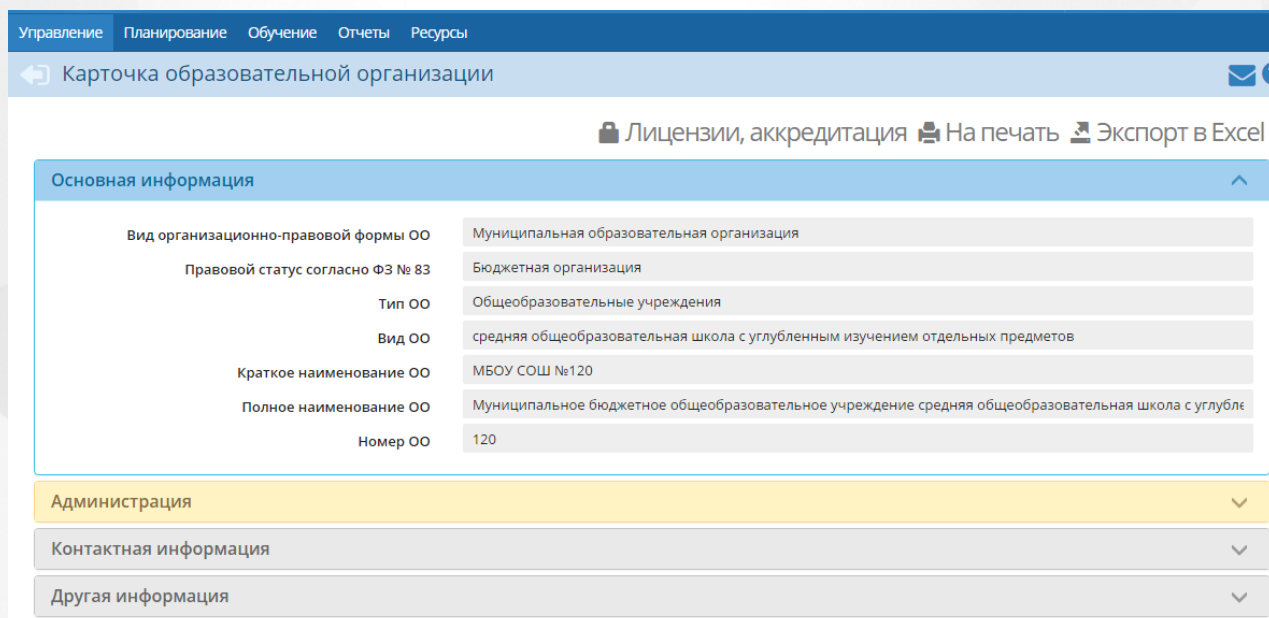 Управление Планирование Обучение Отчеты Ресурсы
Карточка образовательной организации
Лицензии, аккредитация На печать Экспорт в Excel
Основная информация
Вид организационно-правовой формы ОО Муниципальная образовательная организация
Правовой статус согласно ФЗ № 83 Бюджетная организация
Тип ОО Общеобразовательные учреждения
Вид ОО средняя общеобразовательная школа с углубленным изучением отдельных предметов
Краткое наименование ОО МБОУ СОШ №120
Полное наименование ОО Муниципальное бюджетное общеобразовательное учреждение средняя общеобразовательная школа с углубле
Номер ОО 120
Администрация
Контактная информация
Другая информация